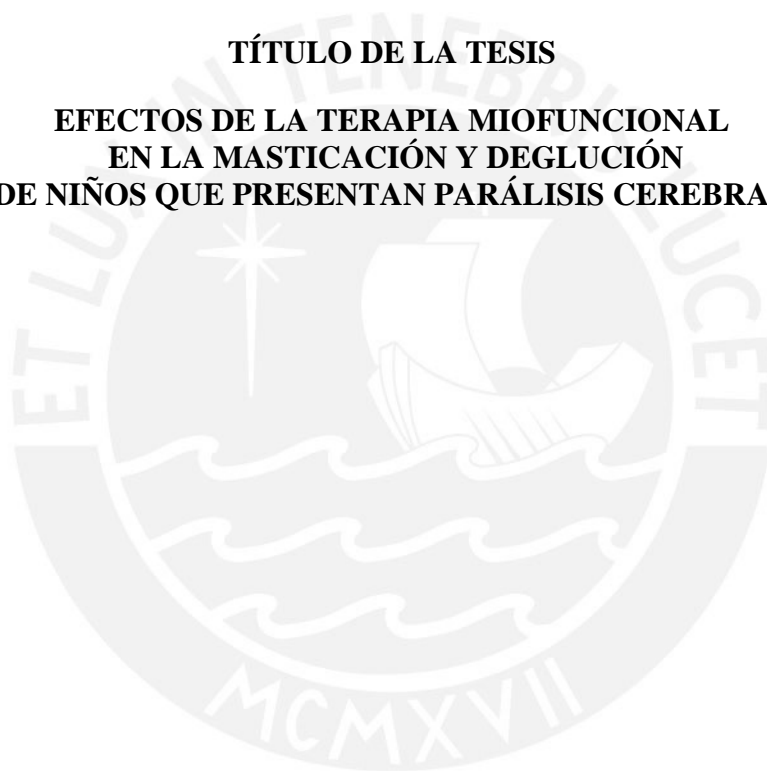 TÍTULO DE LA TESIS
EFECTOS DE LA TERAPIA MIOFUNCIONAL
EN LA MASTICACIÓN Y DEGLUCIÓN
DE NIÑOS QUE PRESENTAN PARÁLISIS CEREBRA
ET LUX IN TENEBRIS LUCET
MCMXVII